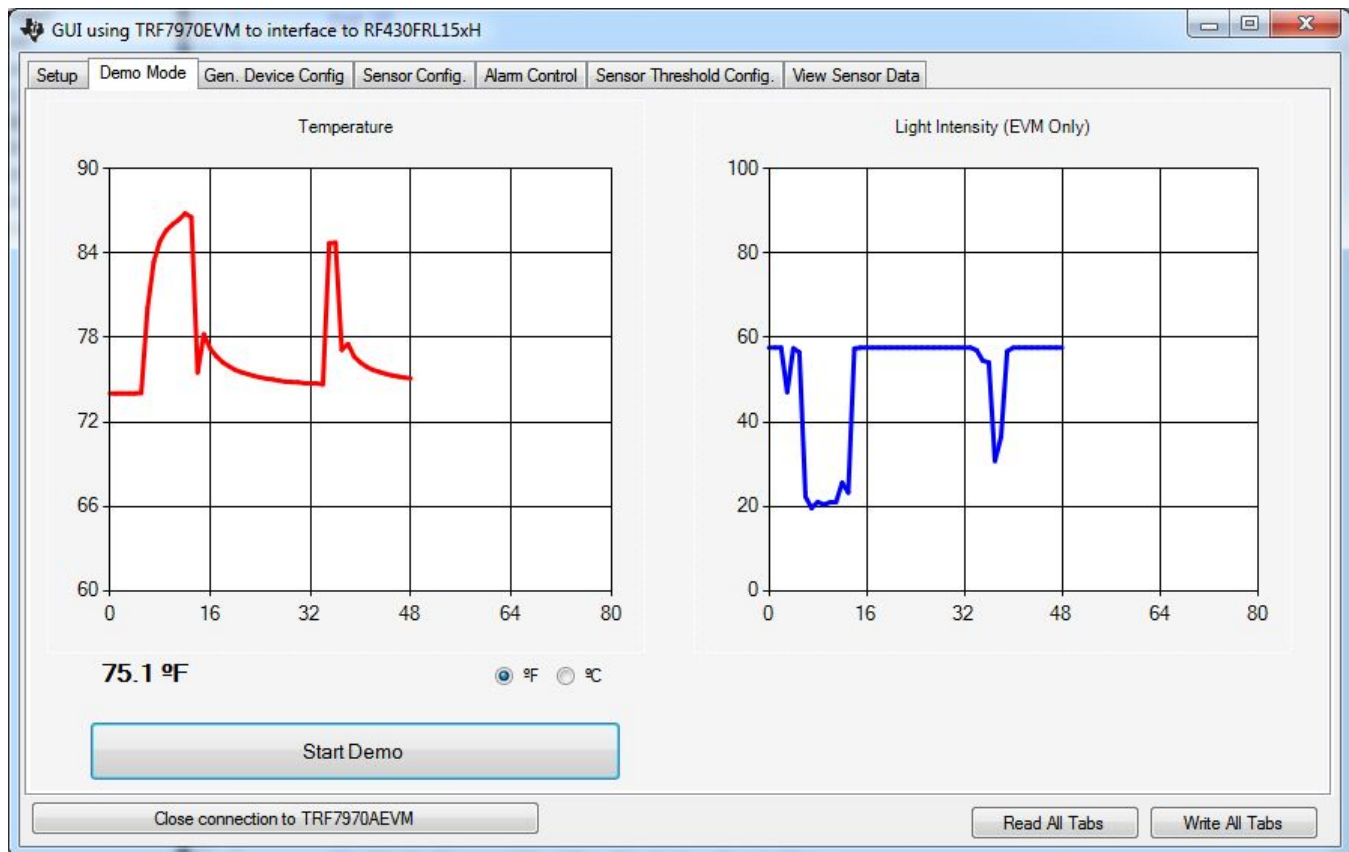 GUI using TRF7970EVM to interface to RF430FRL15xH
Setup Demo Mode Gen. Device Config Sensor Config. Alarm Control Sensor Threshold Config. View Sensor Data
Temperature
90
84
78
72
66
60
0 16 32 48 64 80
Light Intensity (EVM Only)
100
80
60
40
20
0
0 16 32 48 64 80
75.1 ºF
ºF ºC
Start Demo
Close connection to TRF7970AEVM
Read All Tabs Write All Tabs